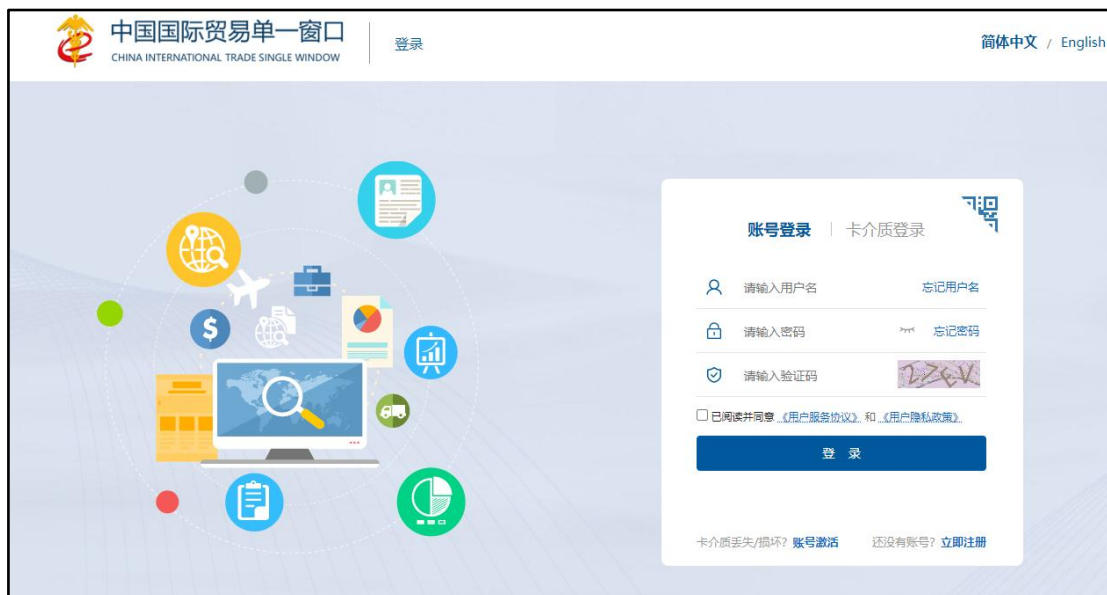 中国国际贸易单一窗口
CHINA INTERNATIONAL TRADE SINGLE WINDOW
登录
简体中文 / English
账号登录
卡介质登录
请输入用户名 忘记用户名
请输入密码 忘记密码
请输入验证码
已阅读并同意 《用户服务协议》 和 《用户隐私政策》
登 录
卡介质丢失/损坏? 账号激活 还没有账号? 立即注册